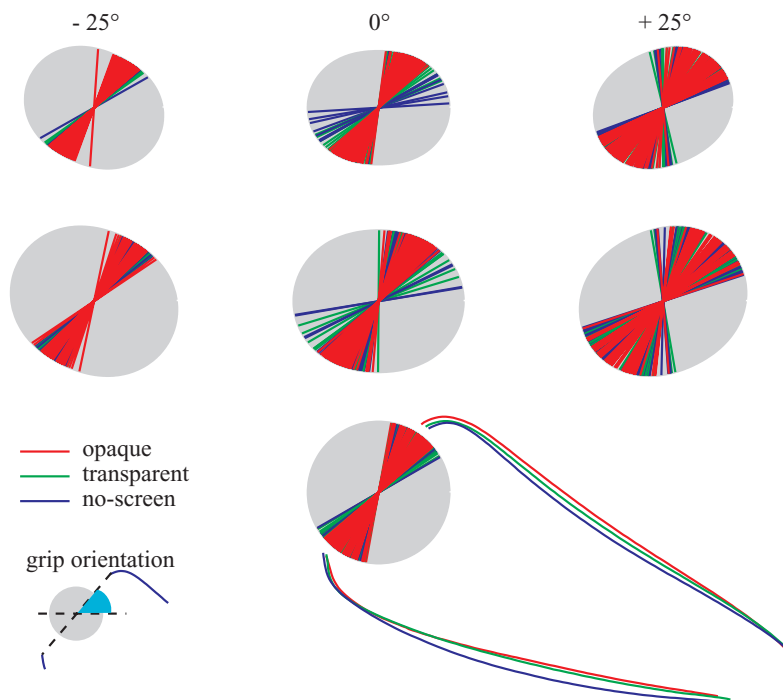 - 25°
0°
+ 25°
opaque
transparent
no-screen
grip orientation